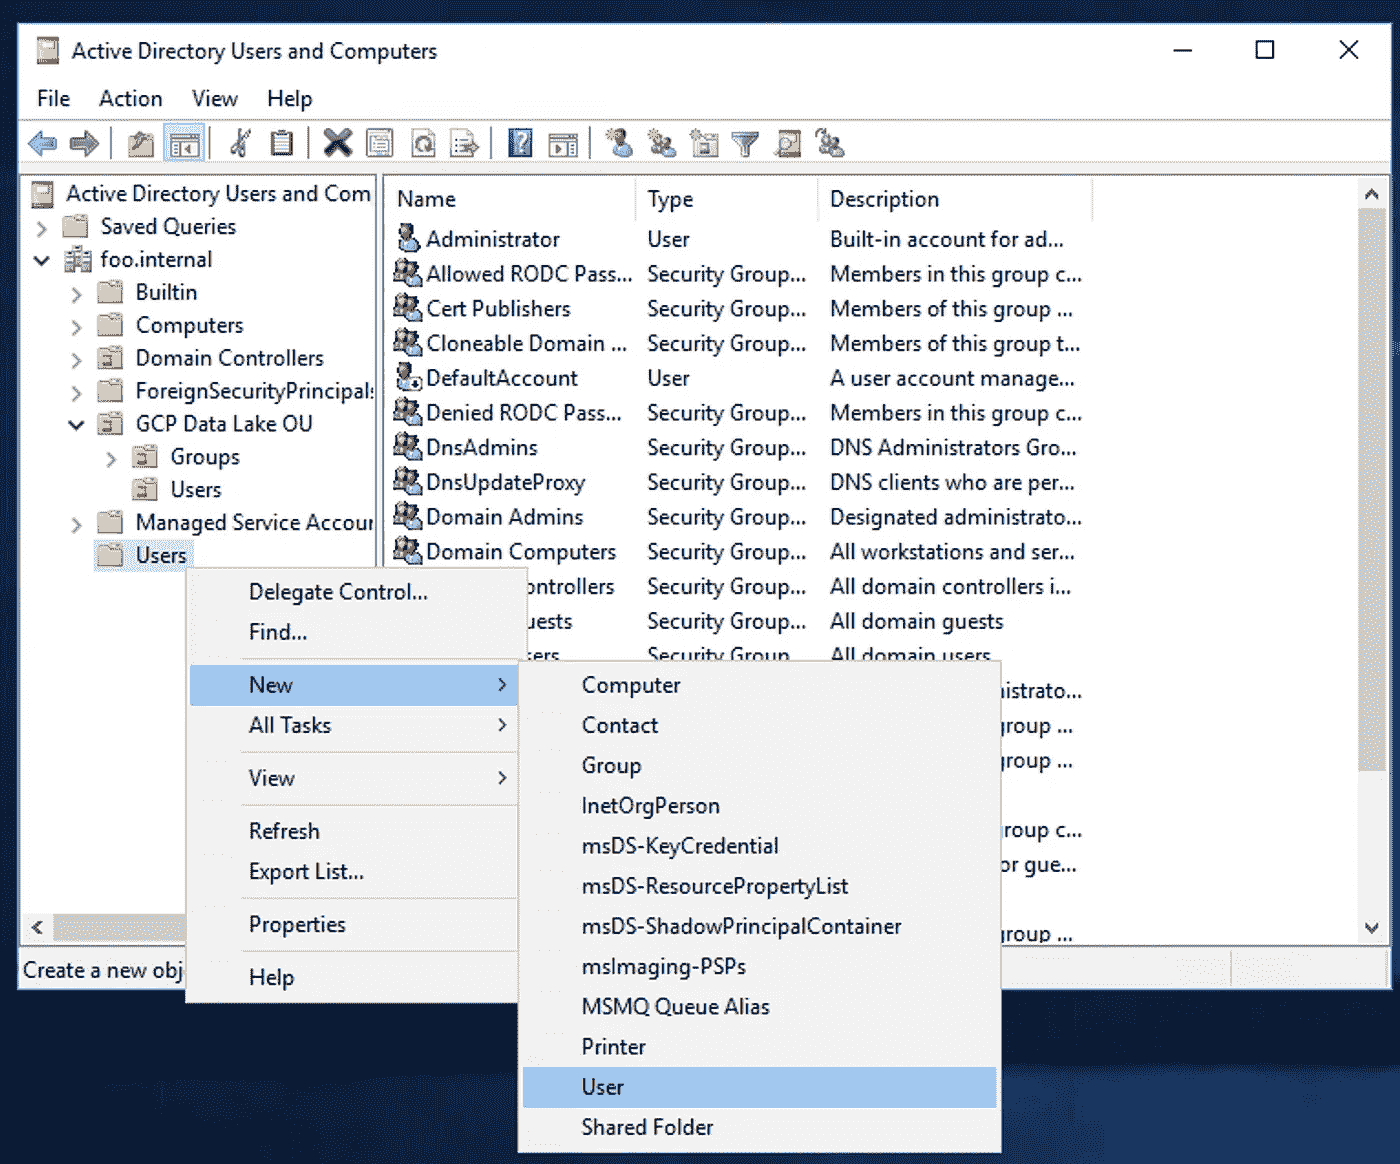 Active Directory Users and Computers
File Action View Help
Active Directory Users and Com
Saved Queries
foo.internal
Builtin
Computers
Domain Controllers
ForeignSecurityPrincipals
GCP Data Lake OU
Groups
Users
Managed Service Accour
Users
Name Type Description
Administrator User Built-in account for ad...
Allowed RODC Pass... Security Group... Members in this group c...
Cert Publishers Security Group... Members of this group ...
Cloneable Domain ... Security Group... Members of this group t...
DefaultAccount User A user account manage...
Denied RODC Pass... Security Group... Members in this group c...
DnsAdmins Security Group... DNS Administrators Gro...
DnsUpdateProxy Security Group... DNS clients who are per...
Domain Admins Security Group... Designated administrato...
Domain Computers Security Group... All workstations and ser...
ontrollers Security Group... All domain controllers i...
uests Security Group... All domain guests
sers Security Group All domain users
istrato...
group ...
group ...
roup c...
or gue...
group ...
Delegate Control...
Find...
New
All Tasks
View
Refresh
Export List...
Properties
Help
Computer
Contact
Group
InetOrgPerson
msDS-KeyCredential
msDS-ResourcePropertyList
msDS-ShadowPrincipalContainer
msImaging-PSPs
MSMQ Queue Alias
Printer
User
Shared Folder
Create a new obj